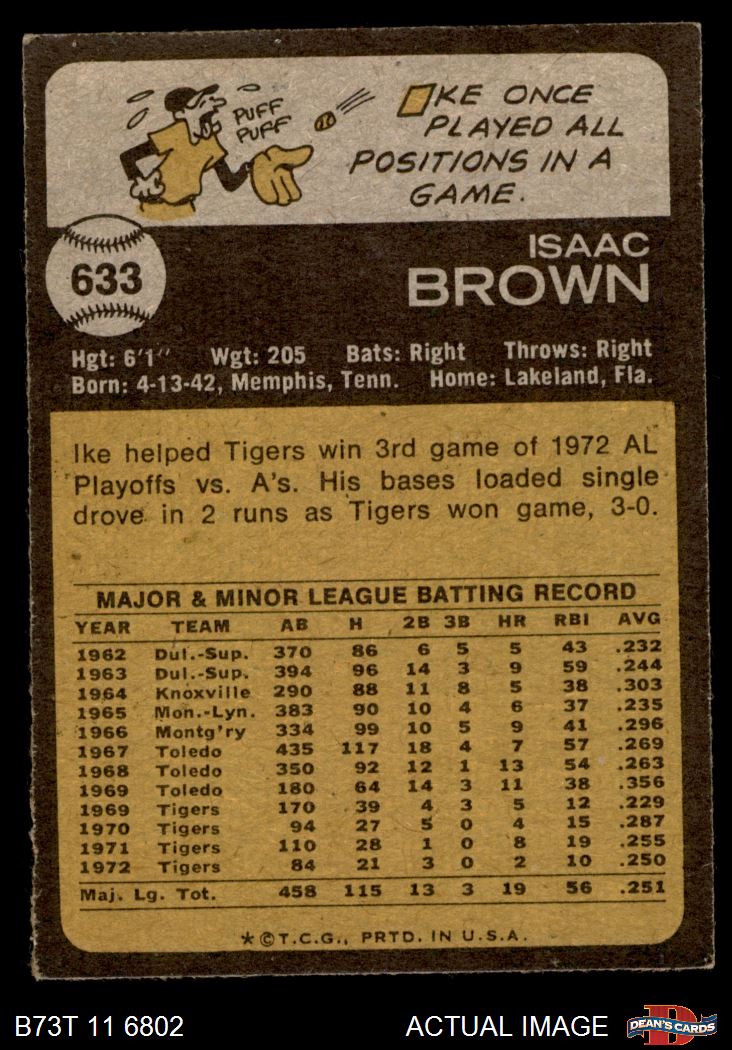 PUFF
PUFF
IKE ONCE
PLAYED ALL
POSITIONS IN A
GAME.
633
ISAAC
BROWN
Hgt: 6'1" Wgt: 205 Bats: Right Throws: Right
Born: 4-13-42, Memphis, Tenn. Home: Lakeland, Fla.
Ike helped Tigers win 3rd game of 1972 AL
Playoffs vs. A's. His bases loaded single
drove in 2 runs as Tigers won game, 3-0.
MAJOR & MINOR LEAGUE BATTING RECORD
YEAR TEAM AB H 2B 3B HR RBI AVG
1962 Dul.-Sup. 370 86 6 5 5 43 .232
1963 Dul.-Sup. 394 96 14 3 9 59 .244
1964 Knoxville 290 88 11 8 5 38 .303
1965 Mon.-Lyn. 383 90 10 4 6 37 .235
1966 Montg'ry 334 99 10 5 9 41 .296
1967 Toledo 435 117 18 4 7 57 .269
1968 Toledo 350 92 12 1 13 54 .263
1969 Toledo 180 64 14 3 11 38 .356
1969 Tigers 170 39 4 3 5 12 .229
1970 Tigers 94 27 5 0 4 15 .287
1971 Tigers 110 28 1 0 8 19 .255
1972 Tigers 84 21 3 0 2 10 .250
Maj. Lg. Tot. 458 115 13 3 19 56 .251
*©T.C.G., PRTD. IN U.S.A.
B73T 11 6802 ACTUAL IMAGE
D
DEAN'S CARDS